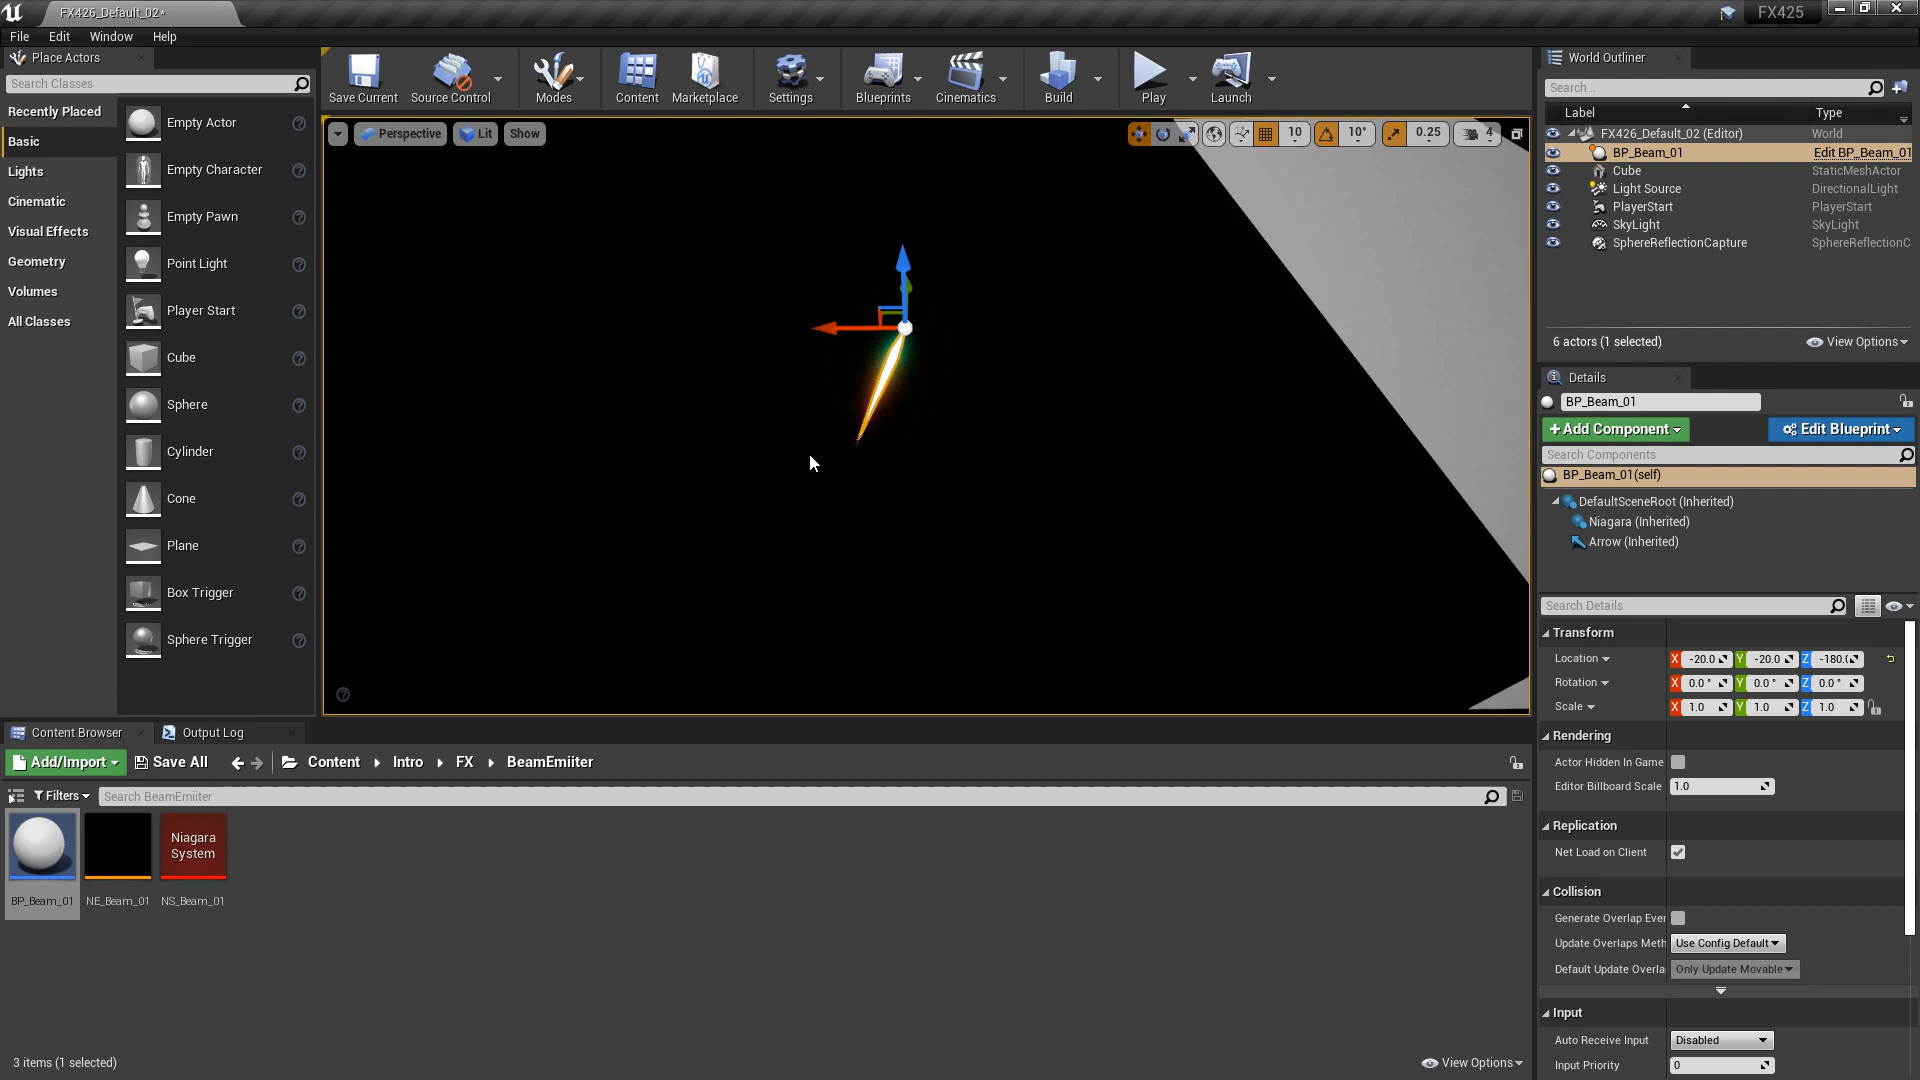 FX426_Default_02*
FX425
File Edit Window Help
Place Actors
Search Classes
Recently Placed
Basic
Lights
Cinematic
Visual Effects
Geometry
Volumes
All Classes
Empty Actor
Empty Character
Empty Pawn
Point Light
Player Start
Cube
Sphere
Cylinder
Cone
Plane
Box Trigger
Sphere Trigger
Save Current Source Control Modes Content Marketplace Settings Blueprints Cinematics Build Play Launch
Perspective Lit Show
10 10° 0.25 4
World Outliner
Search...
Label Type
FX426_Default_02 (Editor) World
BP_Beam_01 Edit BP_Beam_01
Cube StaticMeshActor
Light Source DirectionalLight
PlayerStart PlayerStart
SkyLight SkyLight
SphereReflectionCapture SphereReflectionC
6 actors (1 selected) View Options
Details
BP_Beam_01
+Add Component Edit Blueprint
Search Components
BP_Beam_01(self)
DefaultSceneRoot (Inherited)
Niagara (Inherited)
Arrow (Inherited)
Search Details
Transform
Location X -20.0 Y -20.0 Z -180.(
Rotation X 0.0 ° Y 0.0 ° Z 0.0 °
Scale X 1.0 Y 1.0 Z 1.0
Rendering
Actor Hidden In Game
Editor Billboard Scale 1.0
Replication
Net Load on Client
Collision
Generate Overlap Ever
Update Overlaps Meth Use Config Default
Default Update Overla Only Update Movable
Input
Auto Receive Input Disabled
Input Priority 0
Content Browser Output Log
Add/Import Save All Content Intro FX BeamEmiiter
Filters Search BeamEmiiter
Niagara
System
BP_Beam_01 NE_Beam_01 NS_Beam_01
3 items (1 selected) View Options